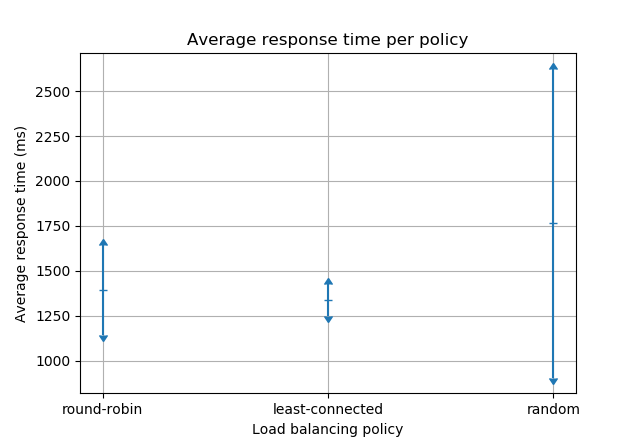 Average response time per policy
Average response time (ms)
2500
2250
2000
1750
1500
1250
1000
round-robin
least-connected
random
Load balancing policy